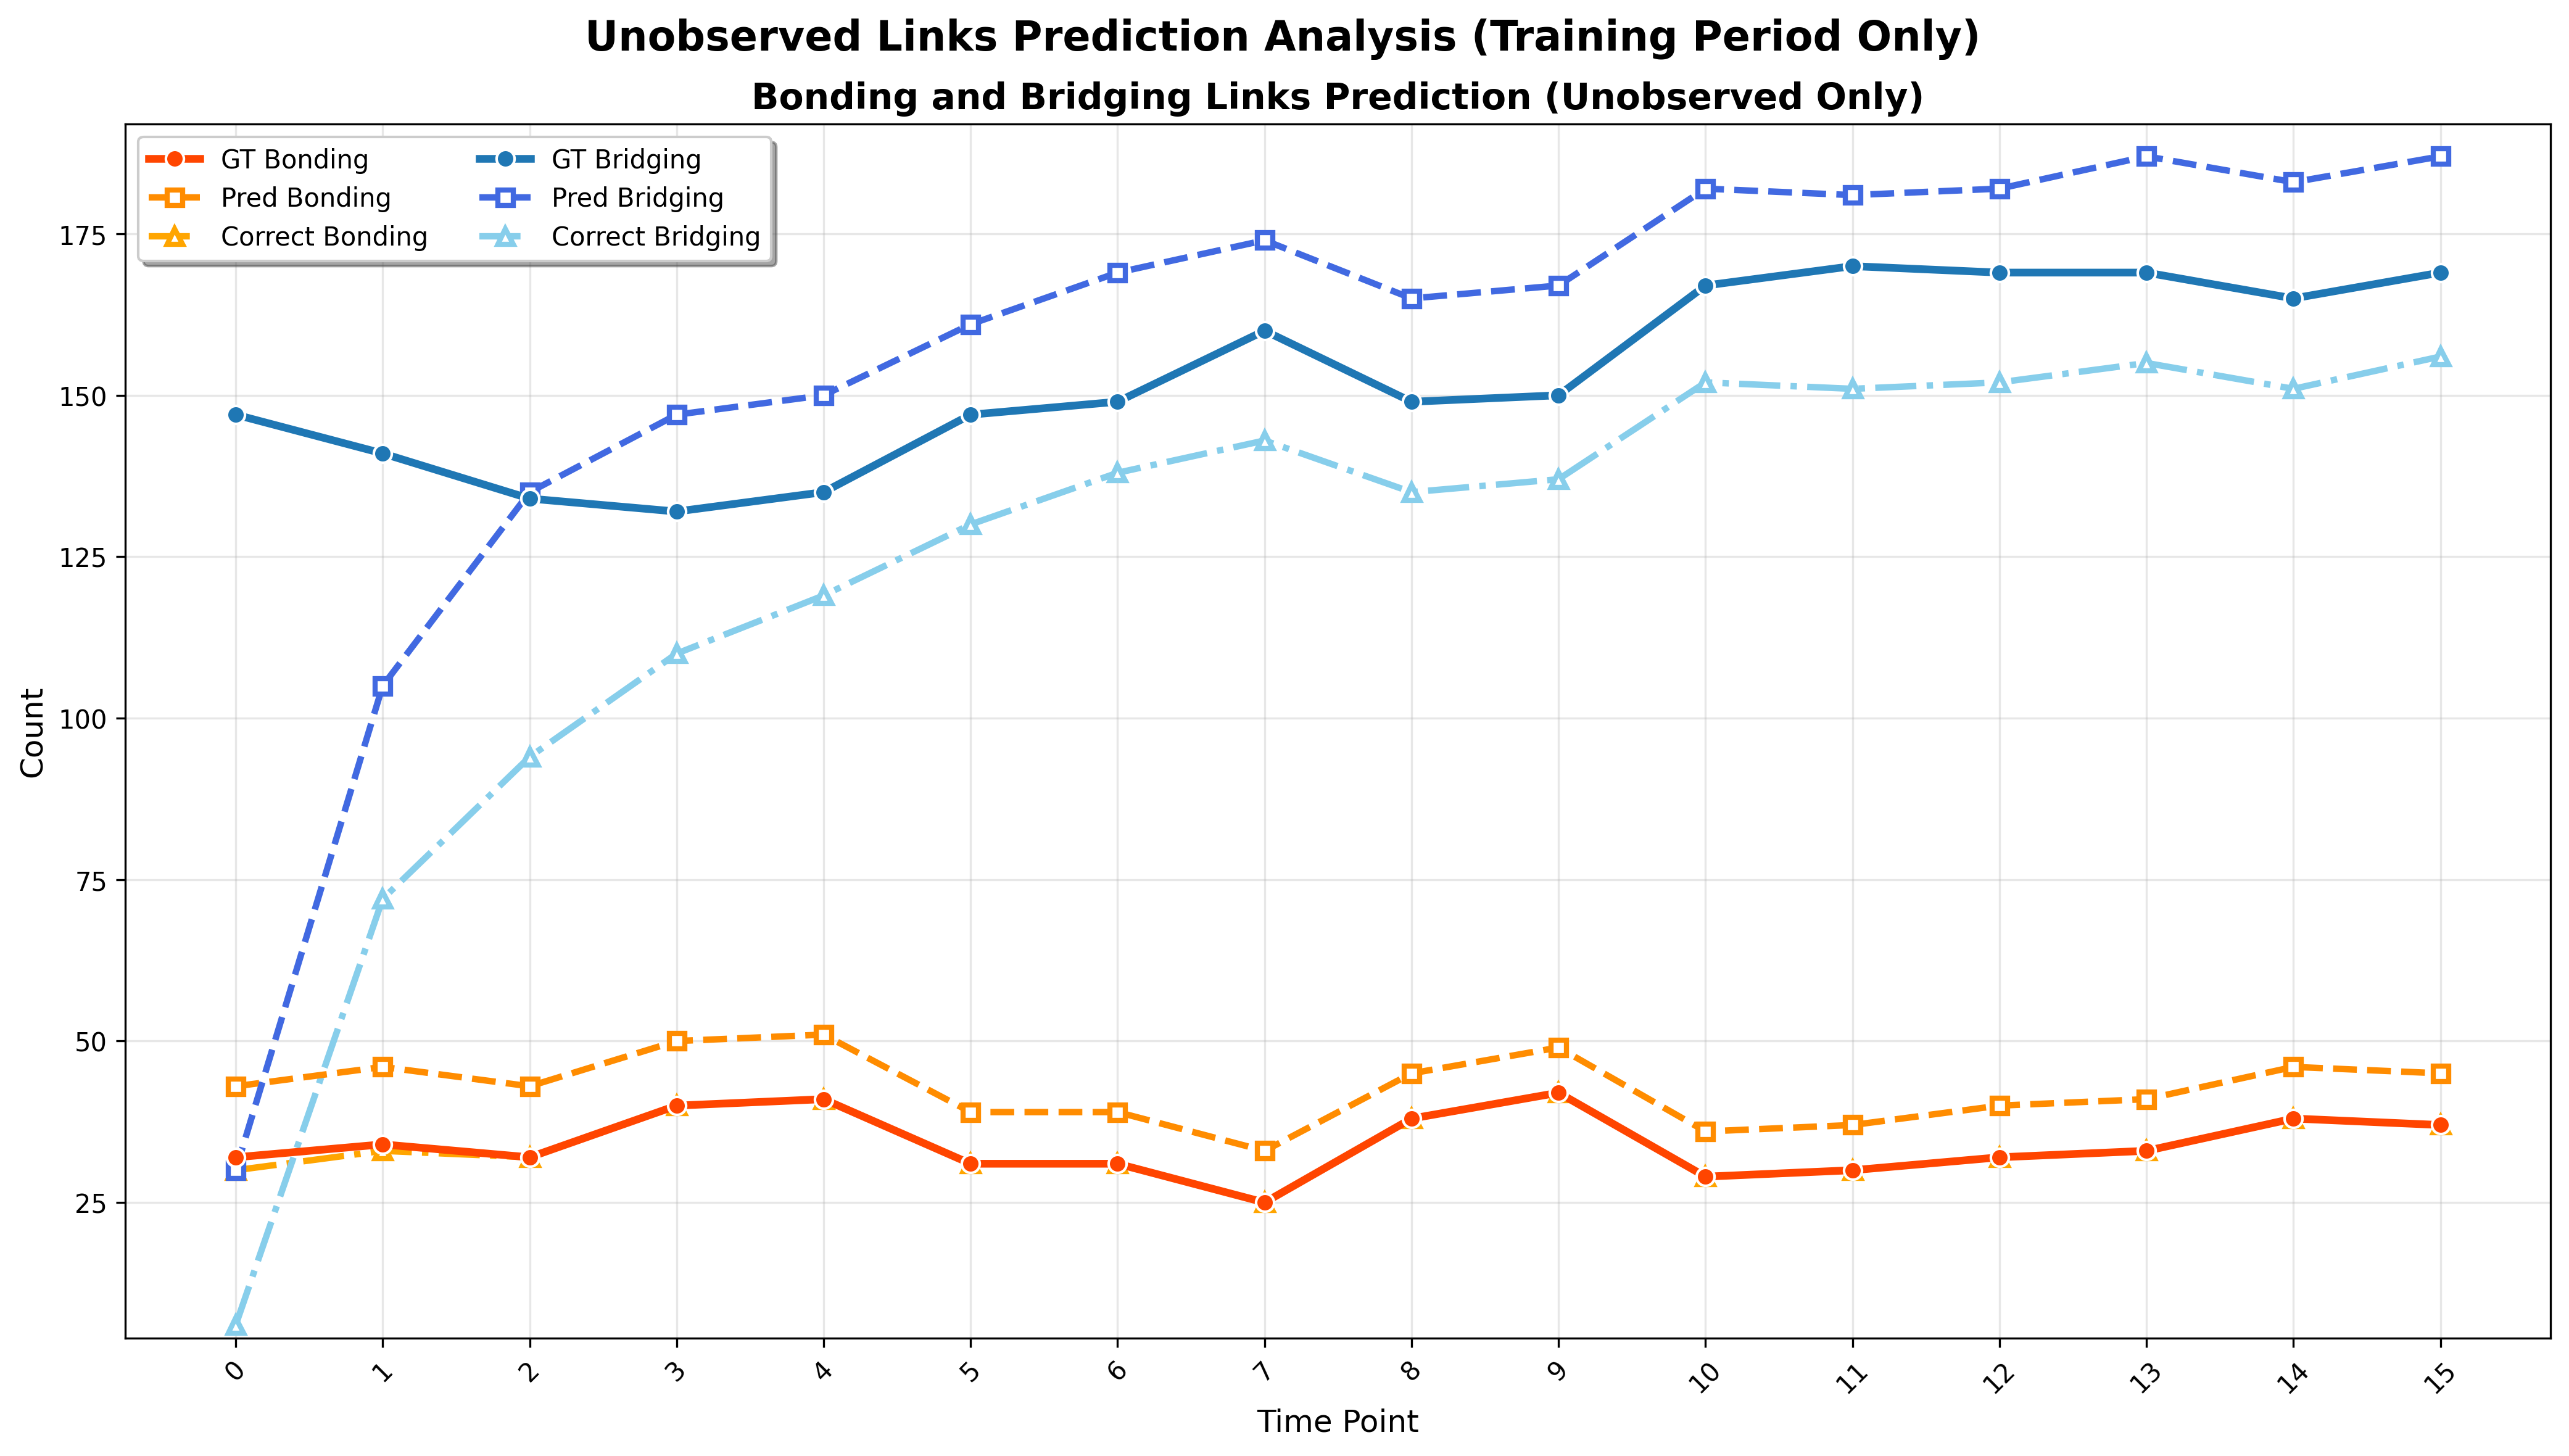 Unobserved Links Prediction Analysis (Training Period Only)
Bonding and Bridging Links Prediction (Unobserved Only)
GT Bonding
Pred Bonding
Correct Bonding
GT Bridging
Pred Bridging
Correct Bridging
Count
175
150
125
100
75
50
25
0
1
2
3
4
5
6
7
8
9
10
11
12
13
14
15
Time Point